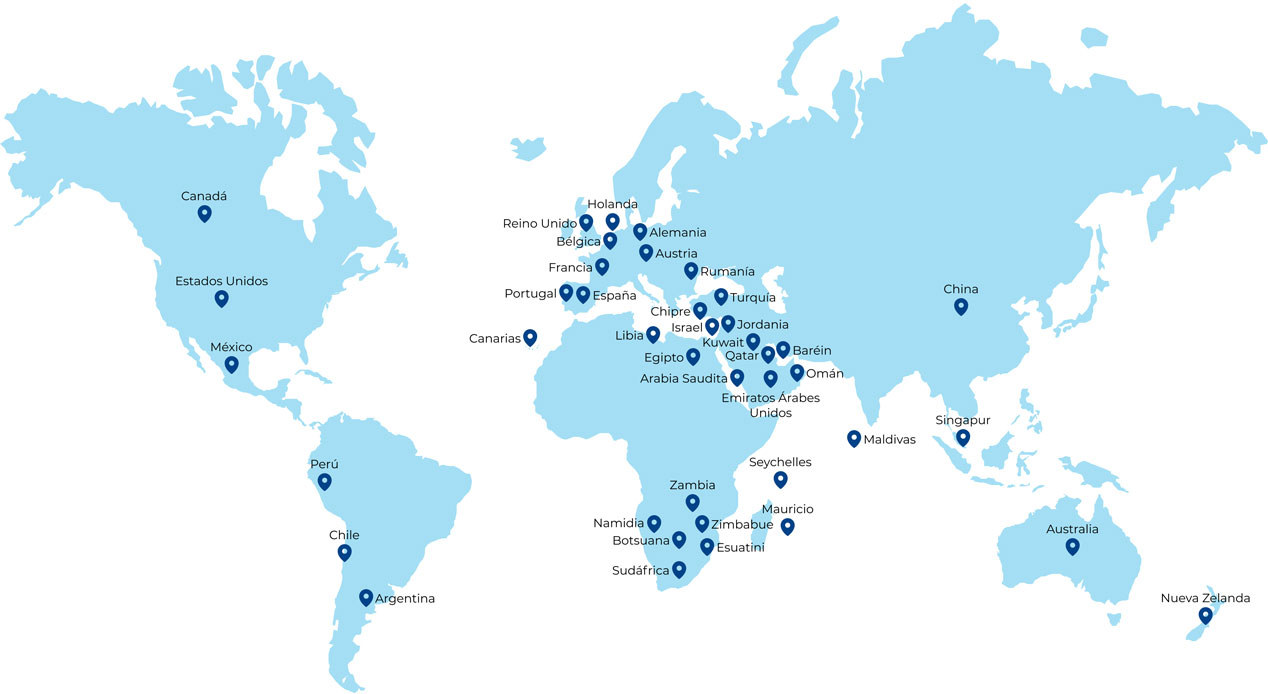 Canadá
Estados Unidos
México
Perú
Chile
Argentina
Holanda
Reino Unido
Alemania
Bélgica
Austria
Francia
Rumanía
Portugal
España
Turquía
Chipre
Israel
Jordania
Canarias
Libia
Kuwait
Egipto
Qatar
Baréin
Arabia Saudita
Omán
Emiratos Árabes
Unidos
China
Singapur
Maldivas
Seychelles
Zambia
Mauricio
Namidia
Zimbabue
Botsuana
Esuatini
Sudáfrica
Australia
Nueva Zelanda